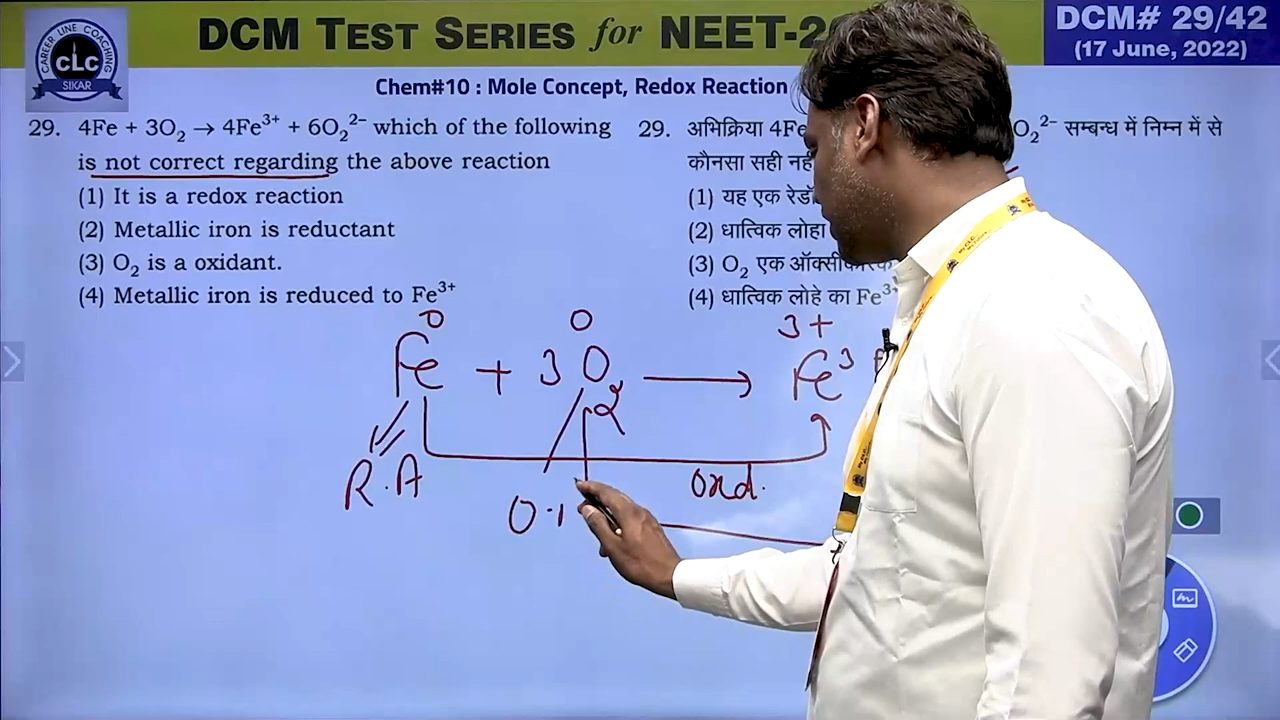 CAREER LINE COACHING
CLC
SIKAR
DCM TEST SERIES for NEET-2
DCM# 29/42
(17 June, 2022)
Chem#10 : Mole Concept, Redox Reaction
29. 4Fe + 3O₂ → 4Fe³⁺ + 6O₂²⁻ which of the following
is not correct regarding the above reaction
(1) It is a redox reaction
(2) Metallic iron is reductant
(3) O₂ is a oxidant.
(4) Metallic iron is reduced to Fe³⁺
29. अभिक्रिया 4Fe O₂²⁻ सम्बन्ध में निम्न में से
कौनसा सही
(1) यह एक
(2) धात्विक लोहा
(3) O₂ एक
(4) धात्विक लोहे का Fe³⁺
0 0 3+
Fe + 3 O₂ → Fe³
R.A
Oxd.